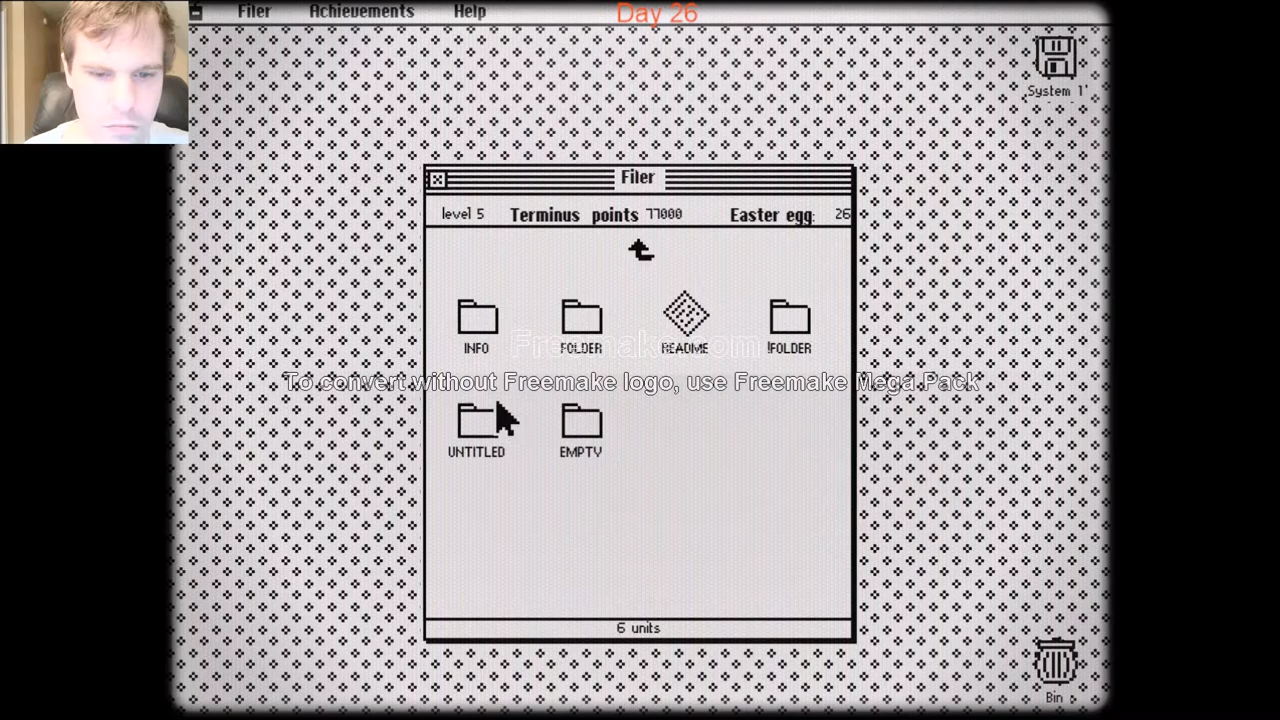 Filer Achievements Help Day 26
System 1
Filer
level 5 Terminus points 77000 Easter egg: 26
INFO FOLDER README !FOLDER
Freemake.com
To convert without Freemake logo, use Freemake Mega Pack
UNTITLED EMPTY
6 units
Bin